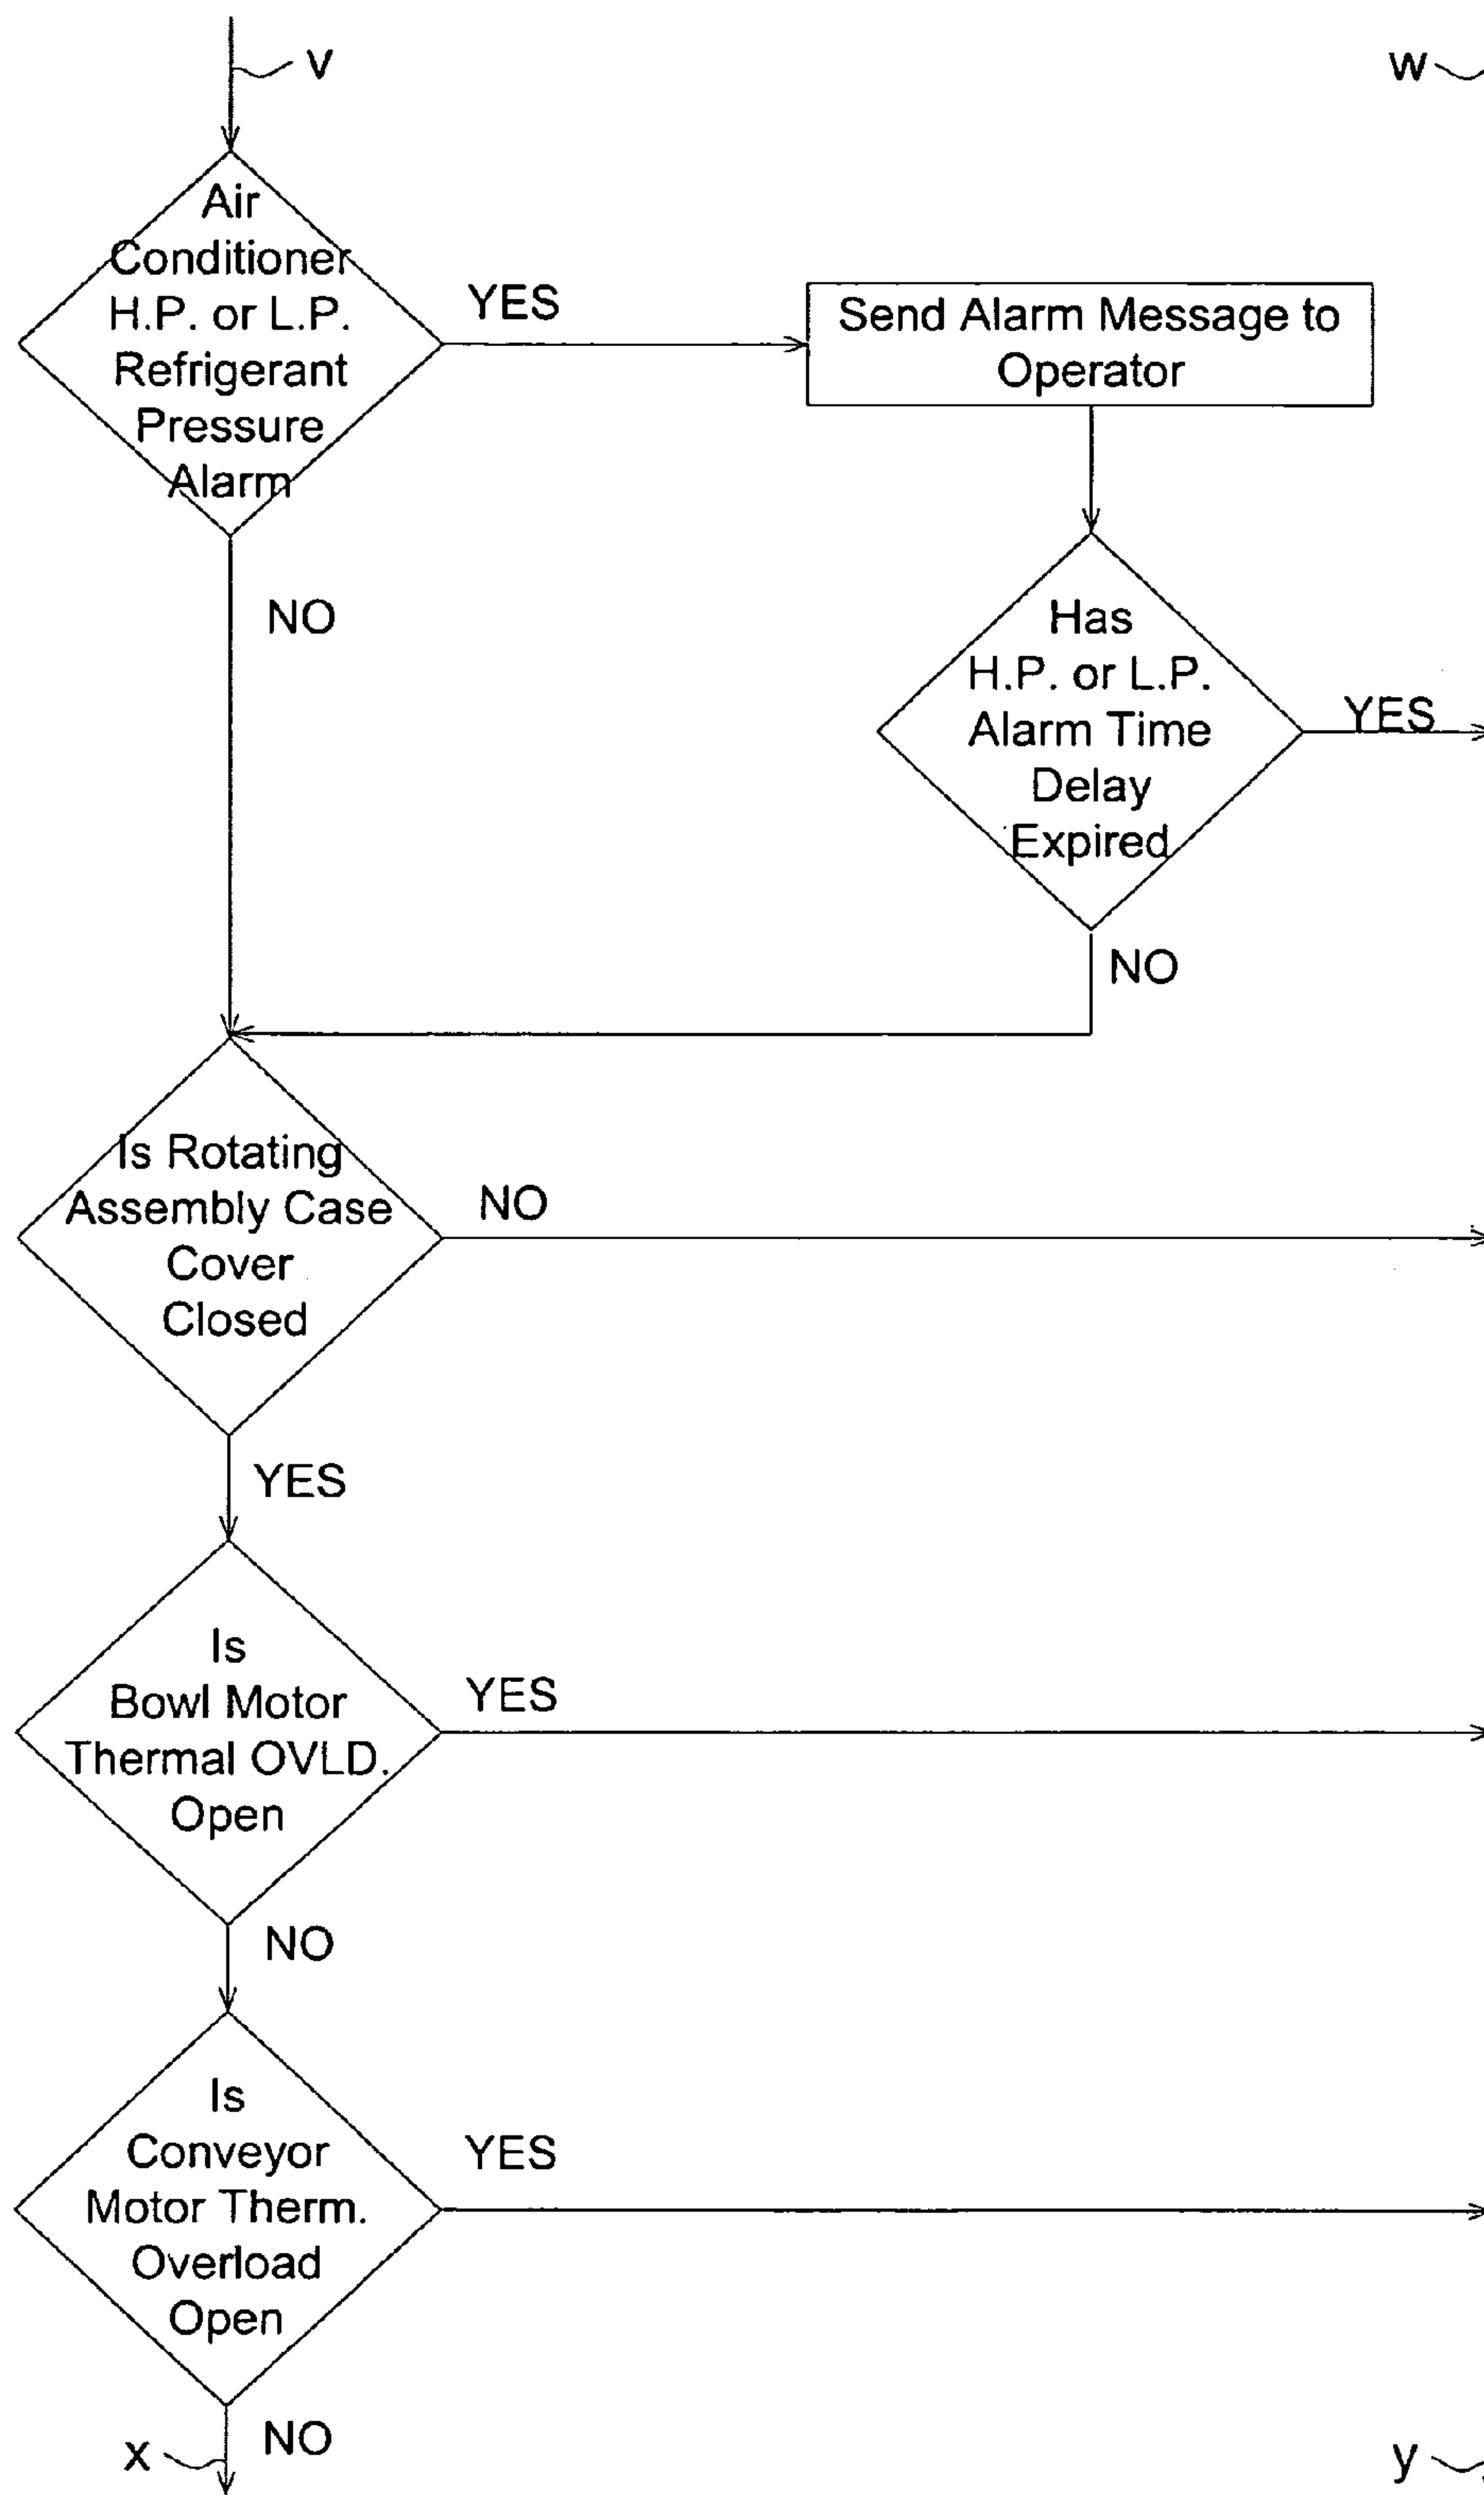 v
w
Air
Conditioner
H.P. or L.P.
Refrigerant
Pressure
Alarm
YES
Send Alarm Message to
Operator
NO
Has
H.P. or L.P.
Alarm Time
Delay
Expired
YES
NO
Is Rotating
Assembly Case
Cover
Closed
NO
YES
Is
Bowl Motor
Thermal OVLD.
Open
YES
NO
Is
Conveyor
Motor Therm.
Overload
Open
YES
NO
x
y